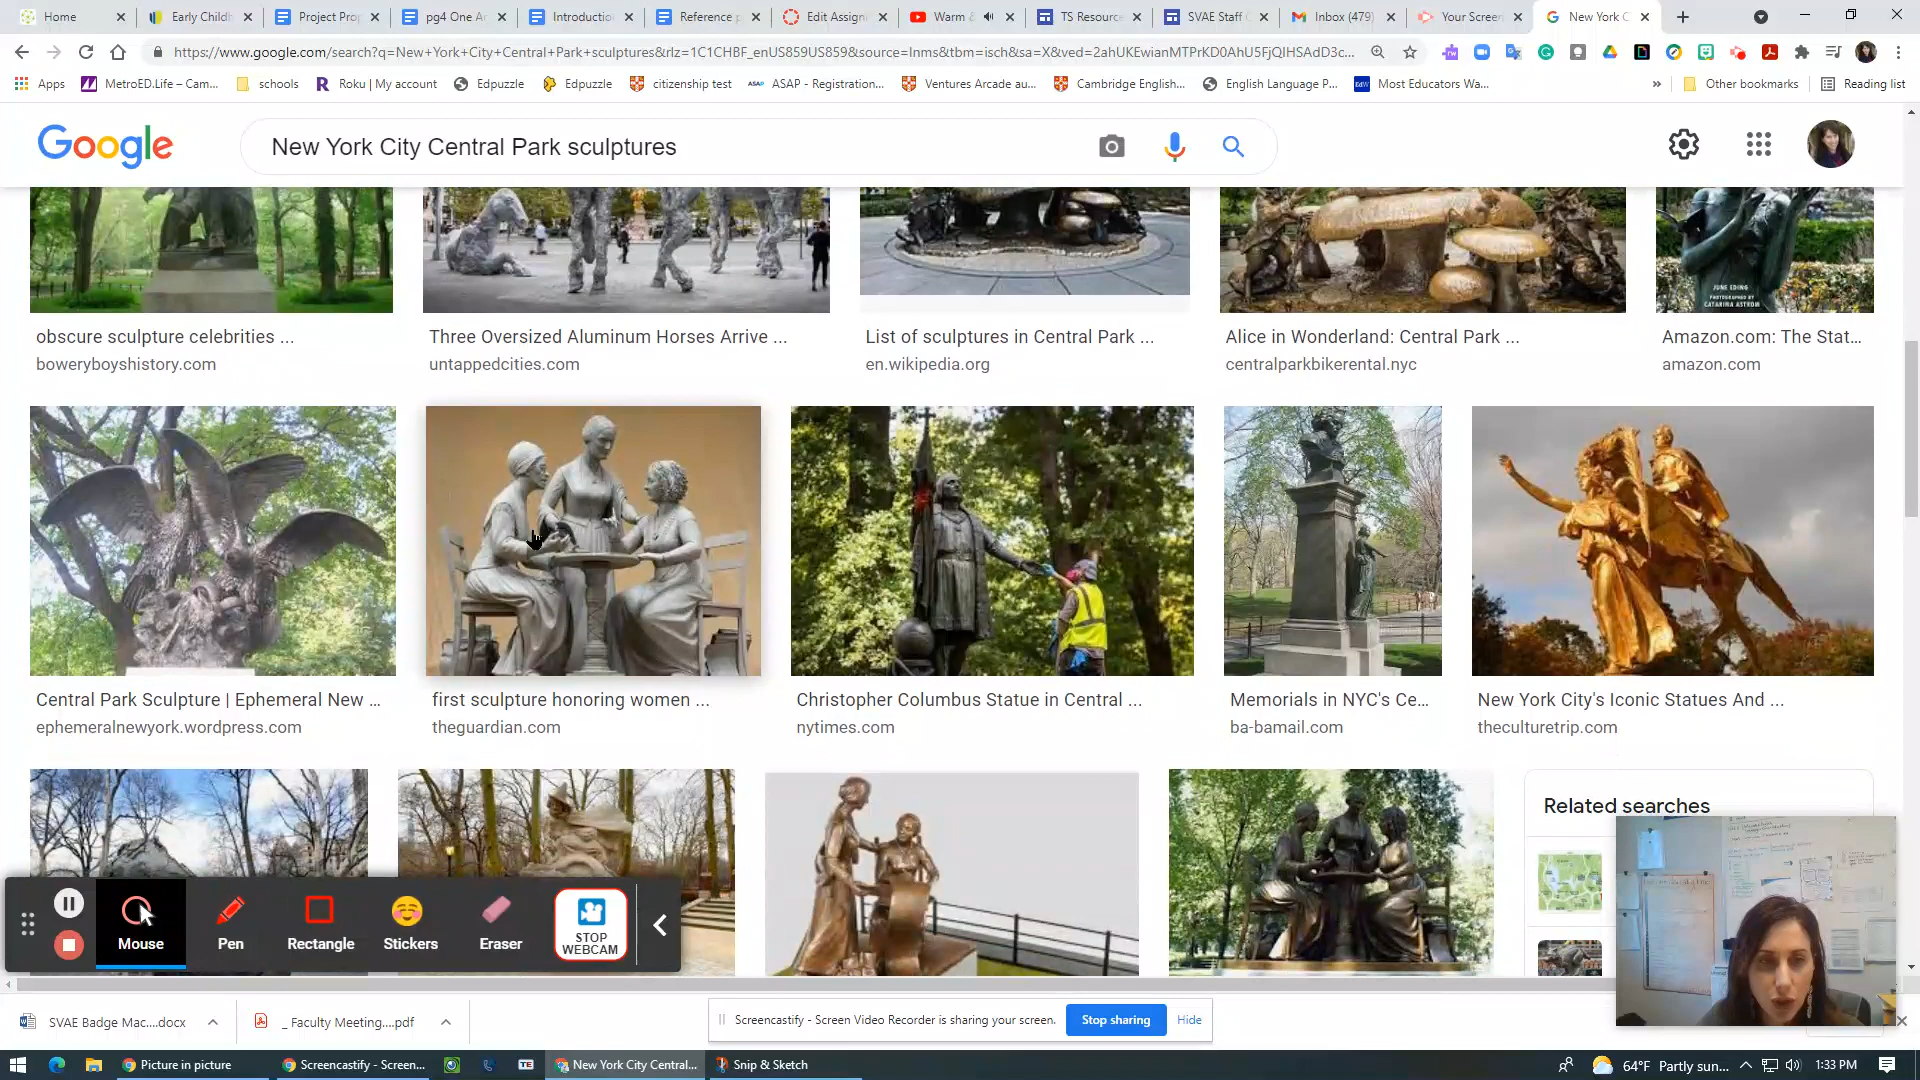 Home
Early Childh
Project Prop
pg4 One Ar
Introductio
Reference p
Edit Assign
Warm &
TS Resource
SVAE Staff C
Inbox (479)
Your Screen
New York C
https://www.google.com/search?q=New+York+City+Central+Park+sculptures&rlz=1C1CHBF_enUS859US859&source=lnms&tbm=isch&sa=X&ved=2ahUKEwianMTPrKD0AhU5FjQIHSAdD3c...
Apps
MetroED.Life – Cam...
schools
Roku | My account
Edpuzzle
Edpuzzle
citizenship test
ASAP - Registration...
Ventures Arcade au...
Cambridge English...
English Language P...
Most Educators Wa...
»
Other bookmarks
Reading list
Google
New York City Central Park sculptures
JUNE EDING
PHOTOGRAPHED BY
CATARINA ASTROM
obscure sculpture celebrities ...
boweryboyshistory.com
Three Oversized Aluminum Horses Arrive ...
untappedcities.com
List of sculptures in Central Park ...
en.wikipedia.org
Alice in Wonderland: Central Park ...
centralparkbikerental.nyc
Amazon.com: The Stat...
amazon.com
Central Park Sculpture | Ephemeral New ...
ephemeralnewyork.wordpress.com
first sculpture honoring women ...
theguardian.com
Christopher Columbus Statue in Central ...
nytimes.com
Memorials in NYC's Ce...
ba-bamail.com
New York City's Iconic Statues And ...
theculturetrip.com
Related searches
Mouse
Pen
Rectangle
Stickers
Eraser
STOP
WEBCAM
SVAE Badge Mac....docx
_ Faculty Meeting....pdf
Screencastify - Screen Video Recorder is sharing your screen.
Stop sharing
Hide
Picture in picture
Screencastify - Screen...
TE
New York City Central...
Snip & Sketch
64°F Partly sun...
1:33 PM